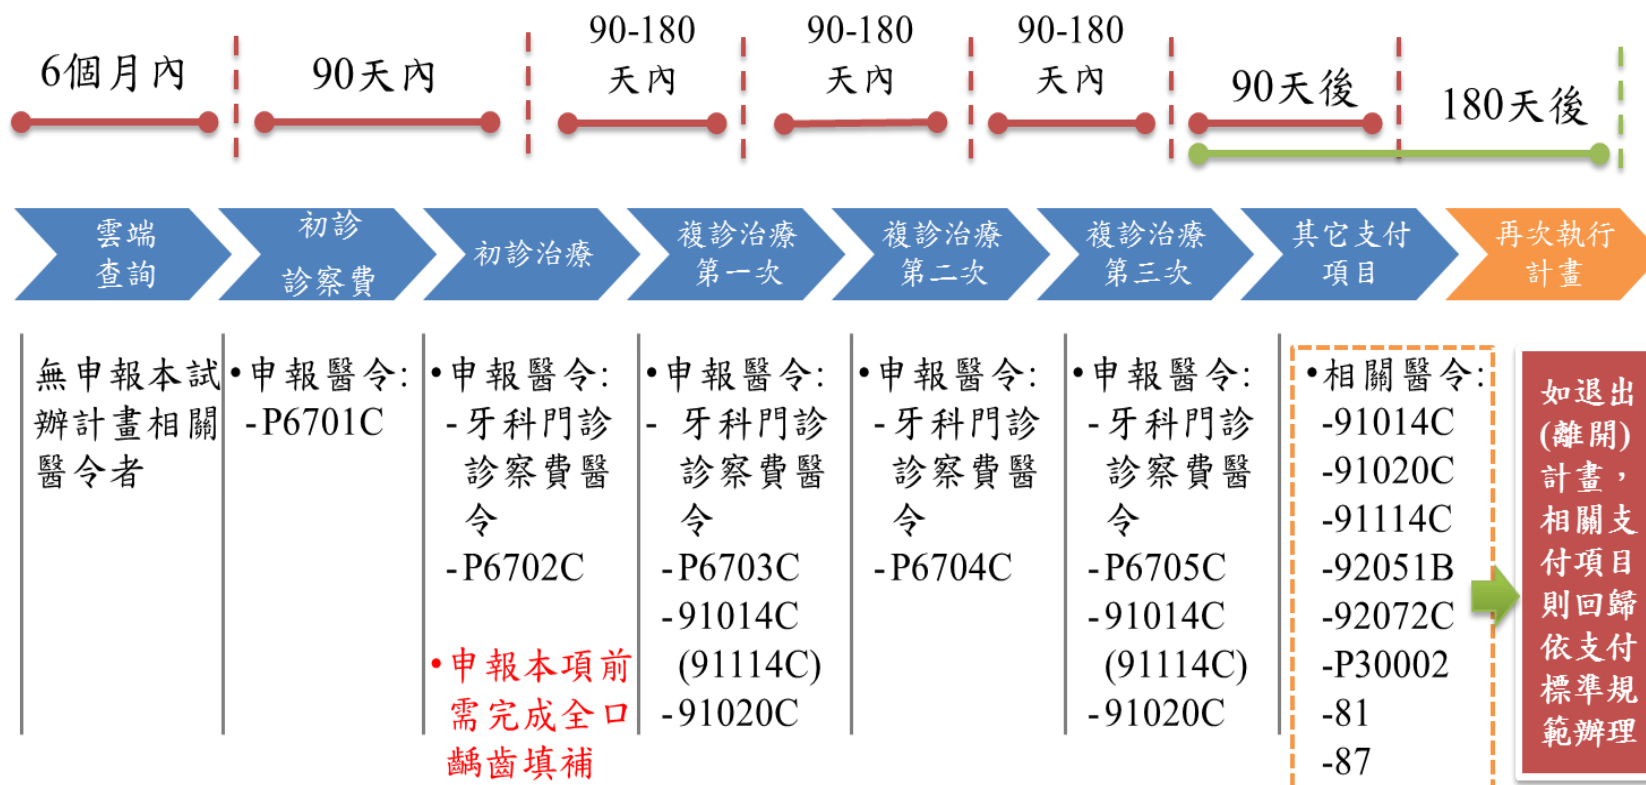 6個月內
90天內
90-180
天內
90-180
天內
90-180
天內
90天後
180天後
雲端
查詢
初診
診察費
初診治療
複診治療
第一次
複診治療
第二次
複診治療
第三次
其它支付
項目
再次執行
計畫
無申報本試
辦計畫相關
醫令者
•申報醫令:
-P6701C
•申報醫令:
-牙科門診
診察費醫
令
-P6702C
•申報本項前
需完成全口
齲齒填補
•申報醫令:
- 牙科門診
診察費醫
令
-P6703C
-91014C
(91114C)
-91020C
•申報醫令:
-牙科門診
診察費醫
令
-P6704C
•申報醫令:
-牙科門診
診察費醫
令
-P6705C
-91014C
(91114C)
-91020C
•相關醫令:
-91014C
-91020C
-91114C
-92051B
-92072C
-P30002
-81
-87
如退出
(離開)
計畫，
相關支
付項目
則回歸
依支付
標準規
範辦理